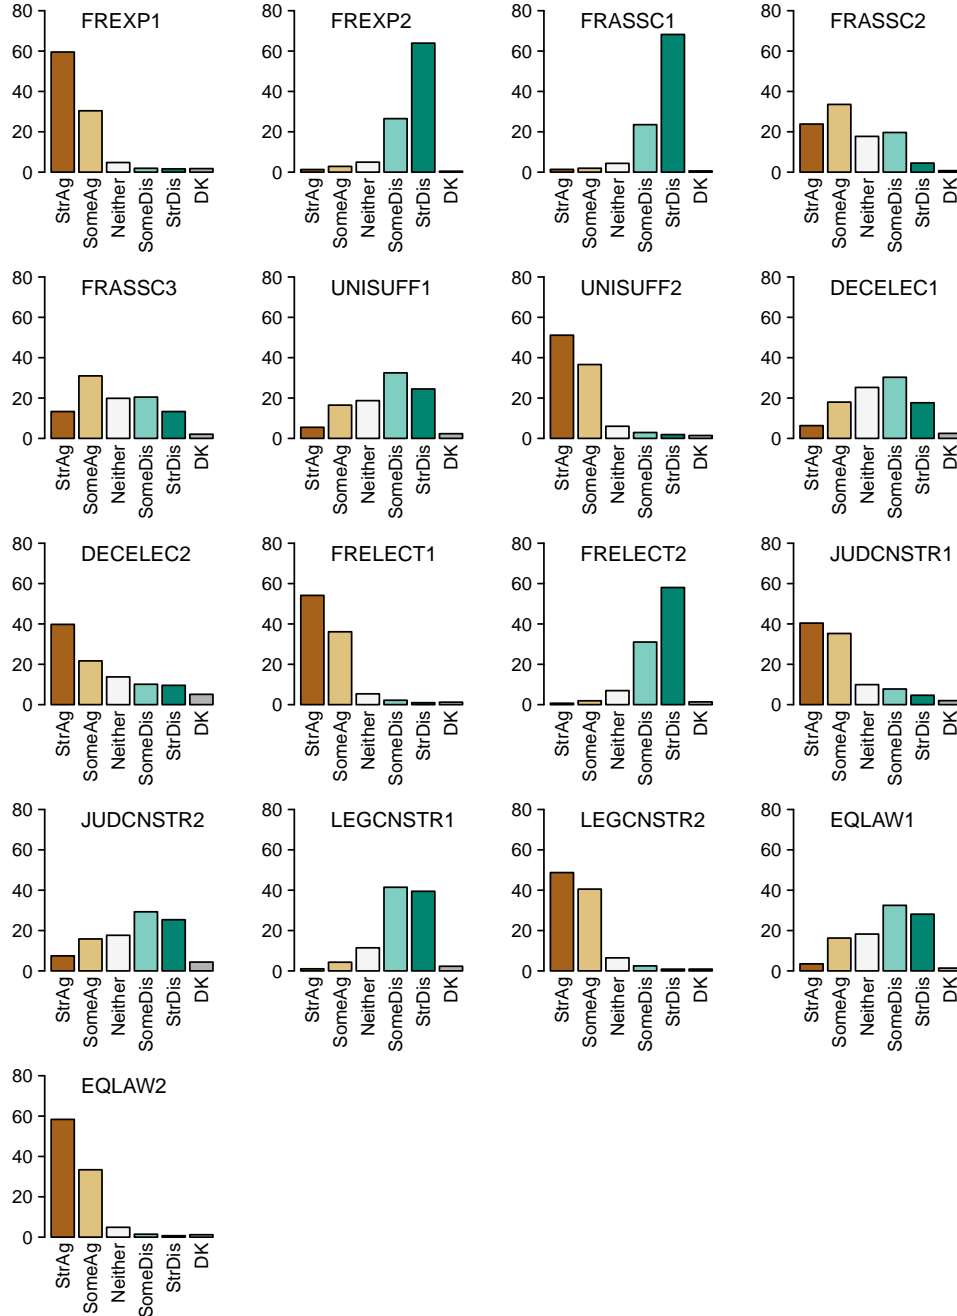 FREXP1 FREXP2 FRASSC1 FRASSC2
80 80 80 80
60 60 60 60
40 40 40 40
20 20 20 20
0 0 0 0
StrAg SomeAg Neither SomeDis StrDis DK StrAg SomeAg Neither SomeDis StrDis DK StrAg SomeAg Neither SomeDis StrDis DK StrAg SomeAg Neither SomeDis StrDis DK
FRASSC3 UNISUFF1 UNISUFF2 DECELEC1
80 80 80 80
60 60 60 60
40 40 40 40
20 20 20 20
0 0 0 0
StrAg SomeAg Neither SomeDis StrDis DK StrAg SomeAg Neither SomeDis StrDis DK StrAg SomeAg Neither SomeDis StrDis DK StrAg SomeAg Neither SomeDis StrDis DK
DECELEC2 FRELECT1 FRELECT2 JUDCNSTR1
80 80 80 80
60 60 60 60
40 40 40 40
20 20 20 20
0 0 0 0
StrAg SomeAg Neither SomeDis StrDis DK StrAg SomeAg Neither SomeDis StrDis DK StrAg SomeAg Neither SomeDis StrDis DK StrAg SomeAg Neither SomeDis StrDis DK
JUDCNSTR2 LEGCNSTR1 LEGCNSTR2 EQLAW1
80 80 80 80
60 60 60 60
40 40 40 40
20 20 20 20
0 0 0 0
StrAg SomeAg Neither SomeDis StrDis DK StrAg SomeAg Neither SomeDis StrDis DK StrAg SomeAg Neither SomeDis StrDis DK StrAg SomeAg Neither SomeDis StrDis DK
EQLAW2
80
60
40
20
0
StrAg SomeAg Neither SomeDis StrDis DK